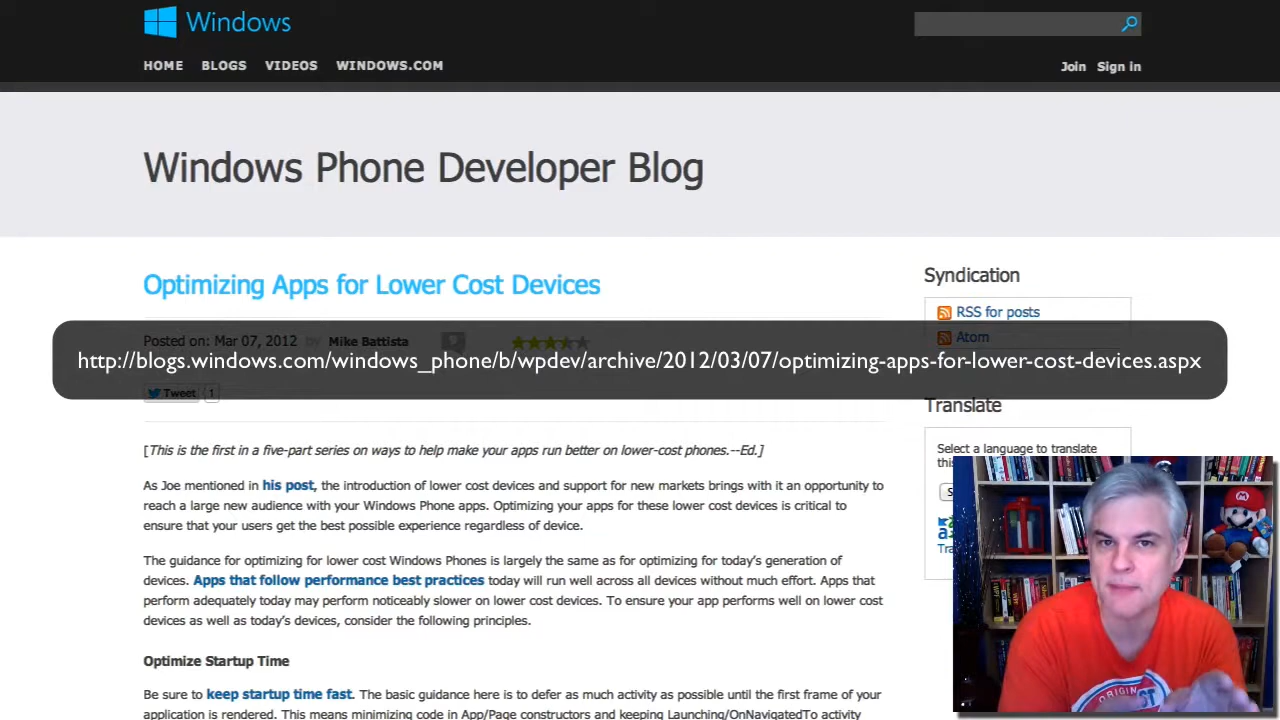 Windows
HOME BLOGS VIDEOS WINDOWS.COM
Join Sign in
Windows Phone Developer Blog
Optimizing Apps for Lower Cost Devices
Posted on: Mar 07, 2012 by Mike Battista
http://blogs.windows.com/windows_phone/b/wpdev/archive/2012/03/07/optimizing-apps-for-lower-cost-devices.aspx
Tweet 1
[This is the first in a five-part series on ways to help make your apps run better on lower-cost phones.--Ed.]
As Joe mentioned in his post, the introduction of lower cost devices and support for new markets brings with it an opportunity to
reach a large new audience with your Windows Phone apps. Optimizing your apps for these lower cost devices is critical to
ensure that your users get the best possible experience regardless of device.
The guidance for optimizing for lower cost Windows Phones is largely the same as for optimizing for today's generation of
devices. Apps that follow performance best practices today will run well across all devices without much effort. Apps that
perform adequately today may perform noticeably slower on lower cost devices. To ensure your app performs well on lower cost
devices as well as today's devices, consider the following principles.
Optimize Startup Time
Be sure to keep startup time fast. The basic guidance here is to defer as much activity as possible until the first frame of your
application is rendered. This means minimizing code in App/Page constructors and keeping Launching/OnNavigatedTo activity
Syndication
RSS for posts
Atom
Translate
Select a language to translate
ORIGINAL